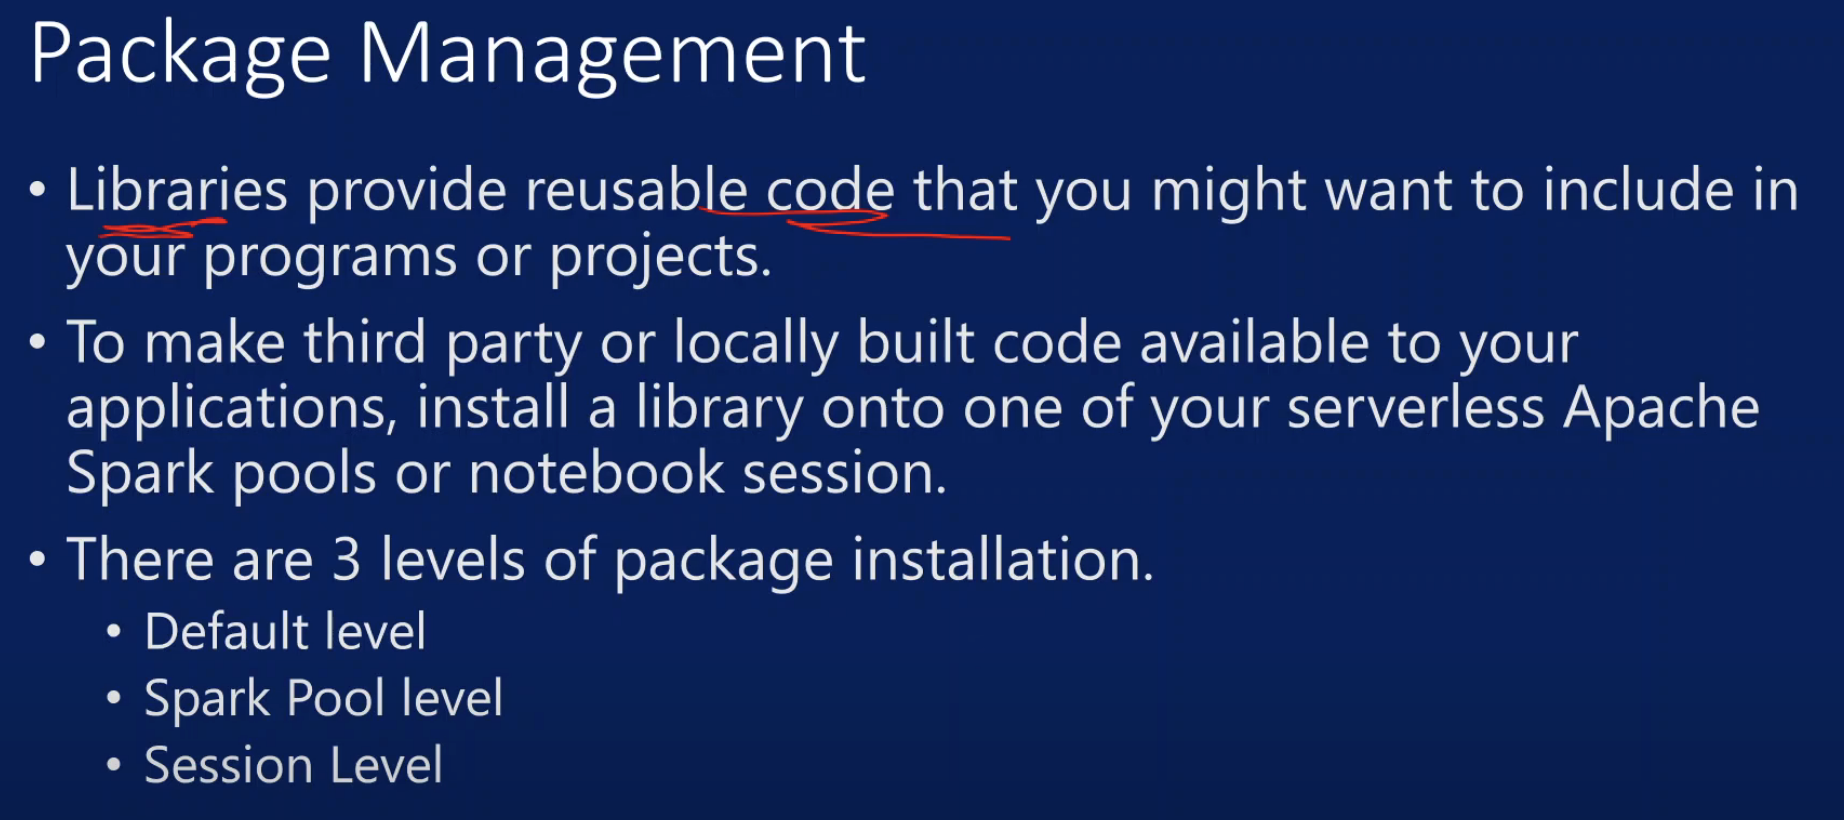 Package Management
• Libraries provide reusable code that you might want to include in
your programs or projects.
• To make third party or locally built code available to your
applications, install a library onto one of your serverless Apache
Spark pools or notebook session.
• There are 3 levels of package installation.
• Default level
• Spark Pool level
• Session Level